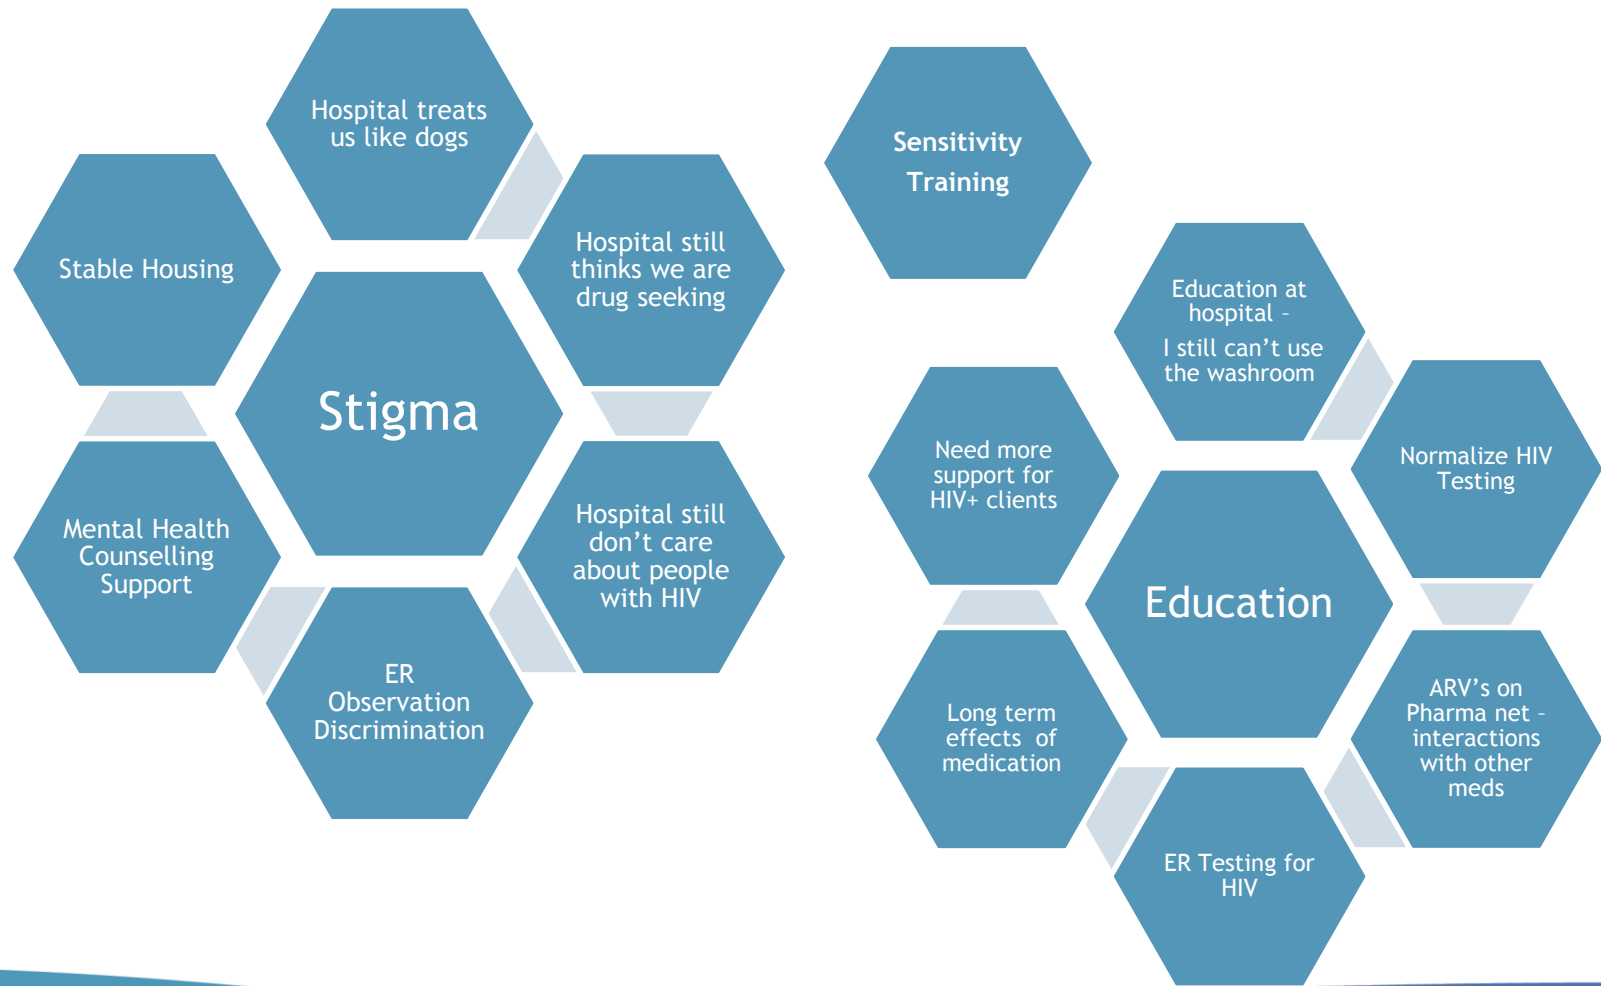 Hospital treats
us like dogs
Hospital still
thinks we are
drug seeking
Hospital still
don’t care
about people
with HIV
ER
Observation
Discrimination
Mental Health
Counselling
Support
Stable Housing
Stigma
Sensitivity
Training
Education at
hospital –
I still can’t use
the washroom
Normalize HIV
Testing
ARV’s on
Pharma net –
interactions
with other
meds
ER Testing for
HIV
Long term
effects  of
medication
Need more
support for
HIV+ clients
Education